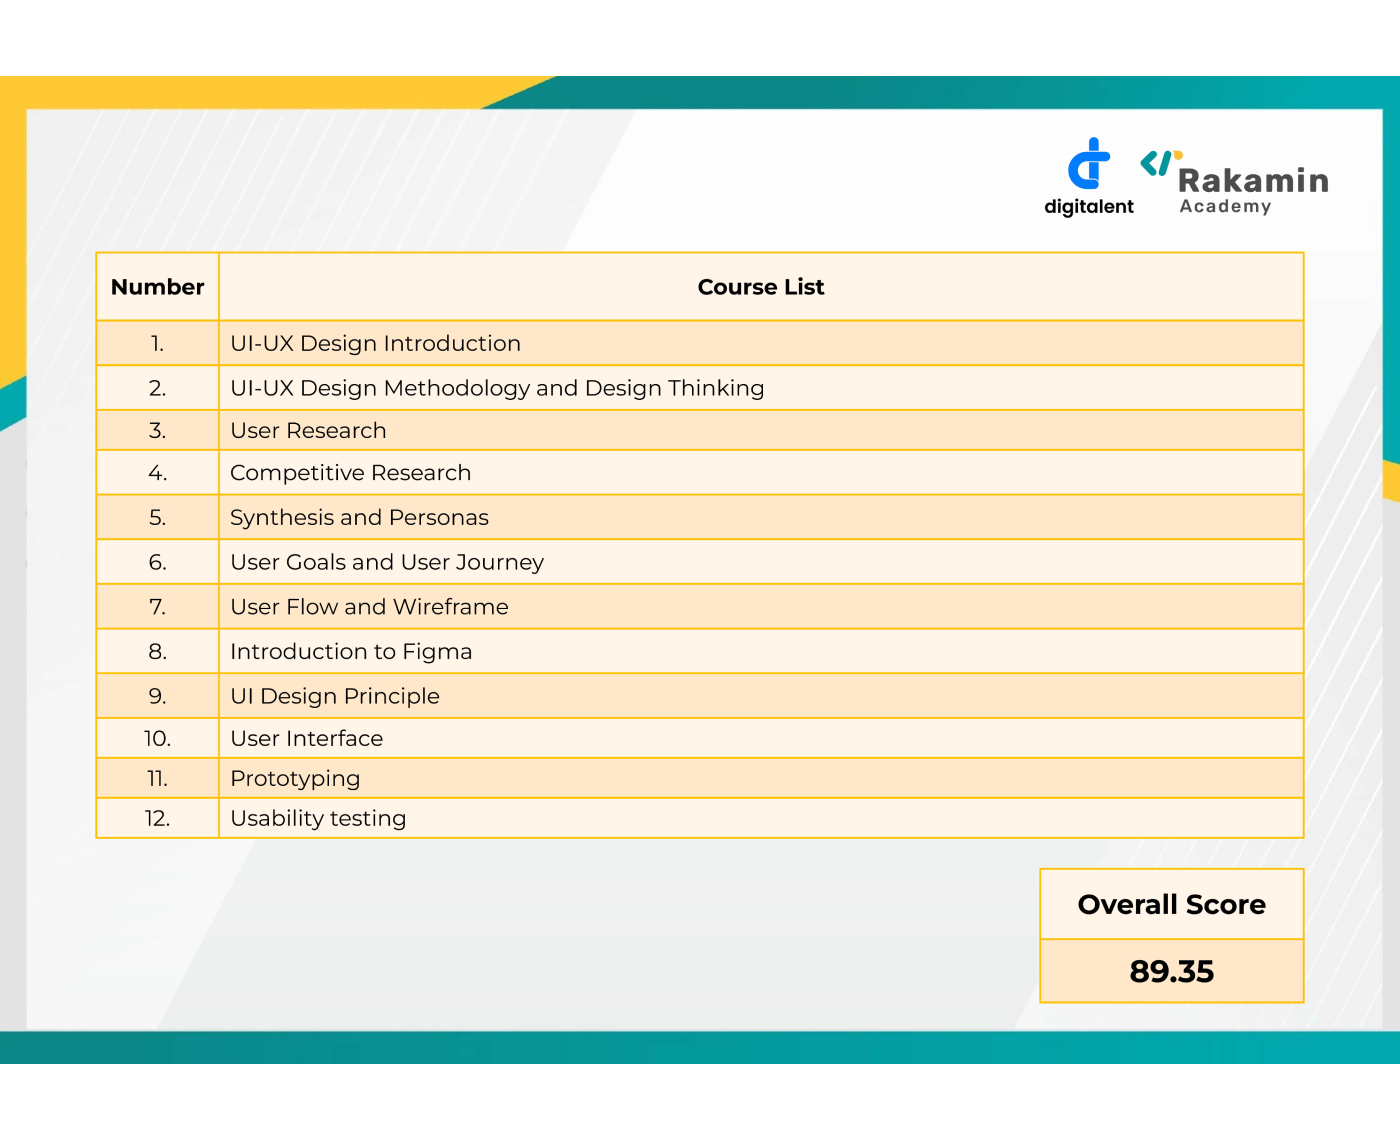 digitalent
Rakamin
Academy
Number Course List
1. UI-UX Design Introduction
2. UI-UX Design Methodology and Design Thinking
3. User Research
4. Competitive Research
5. Synthesis and Personas
6. User Goals and User Journey
7. User Flow and Wireframe
8. Introduction to Figma
9. UI Design Principle
10. User Interface
11. Prototyping
12. Usability testing
Overall Score
89.35